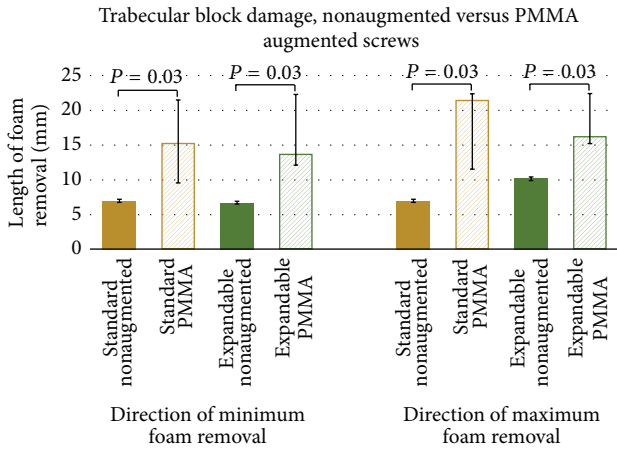 Trabecular block damage, nonaugmented versus PMMA
augmented screws
Length of foam
removal (mm)
25
20
15
10
5
0
P = 0.03
P = 0.03
P = 0.03
P = 0.03
Standard
nonaugmented
Standard
PMMA
Expandable
nonaugmented
Expandable
PMMA
Standard
nonaugmented
Standard
PMMA
Expandable
nonaugmented
Expandable
PMMA
Direction of minimum
foam removal
Direction of maximum
foam removal